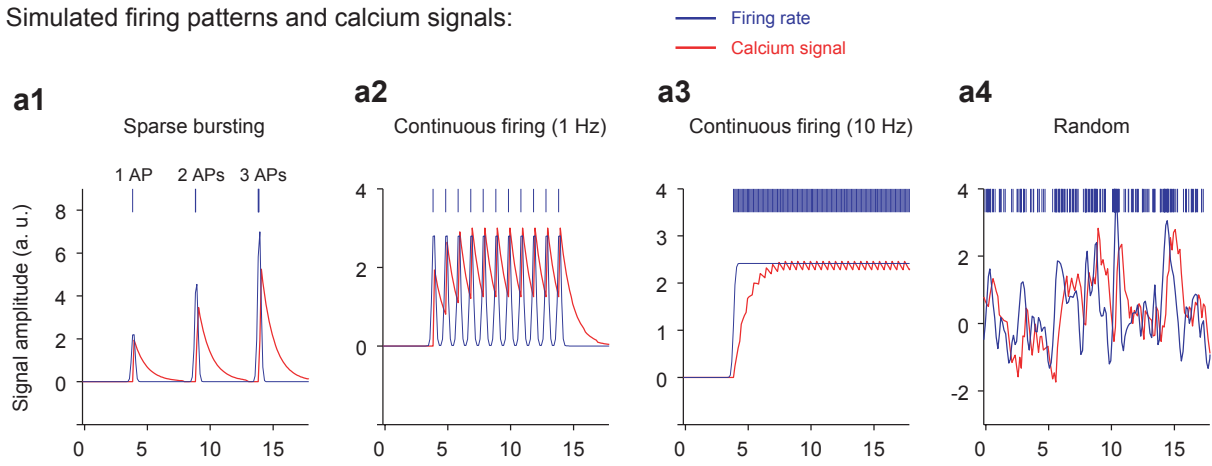 Simulated firing patterns and calcium signals:
Firing rate
Calcium signal
a1
a2
a3
a4
Sparse bursting
Continuous firing (1 Hz)
Continuous firing (10 Hz)
Random
Signal amplitude (a. u.)
1 AP 2 APs 3 APs
8
6
4
2
0
0 5 10 15
4
2
0
0 5 10 15
4
3
2
1
0
0 5 10 15
4
2
0
-2
0 5 10 15